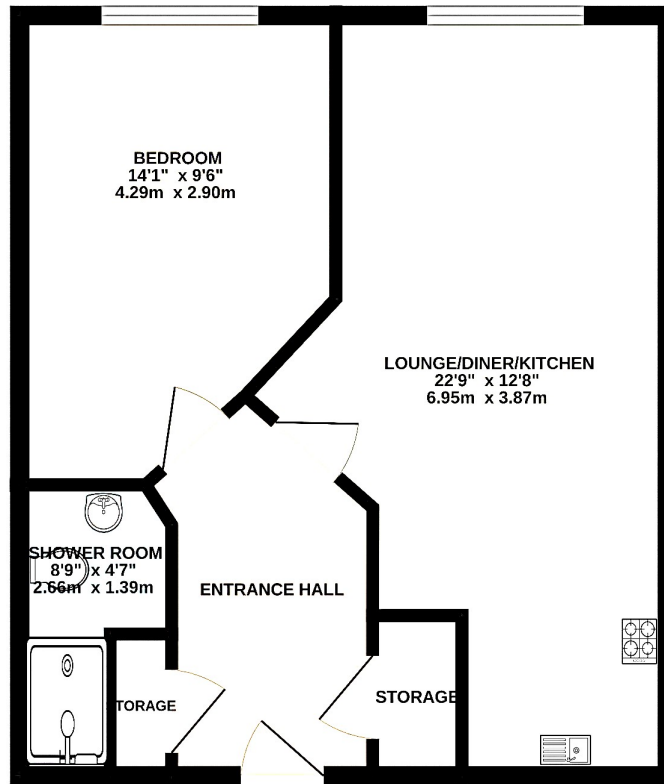 BEDROOM
14'1" x 9'6"
4.29m x 2.90m
LOUNGE/DINER/KITCHEN
22'9" x 12'8"
6.95m x 3.87m
SHOWER ROOM
8'9" x 4'7"
2.66m x 1.39m
ENTRANCE HALL
STORAGE
TORAGE